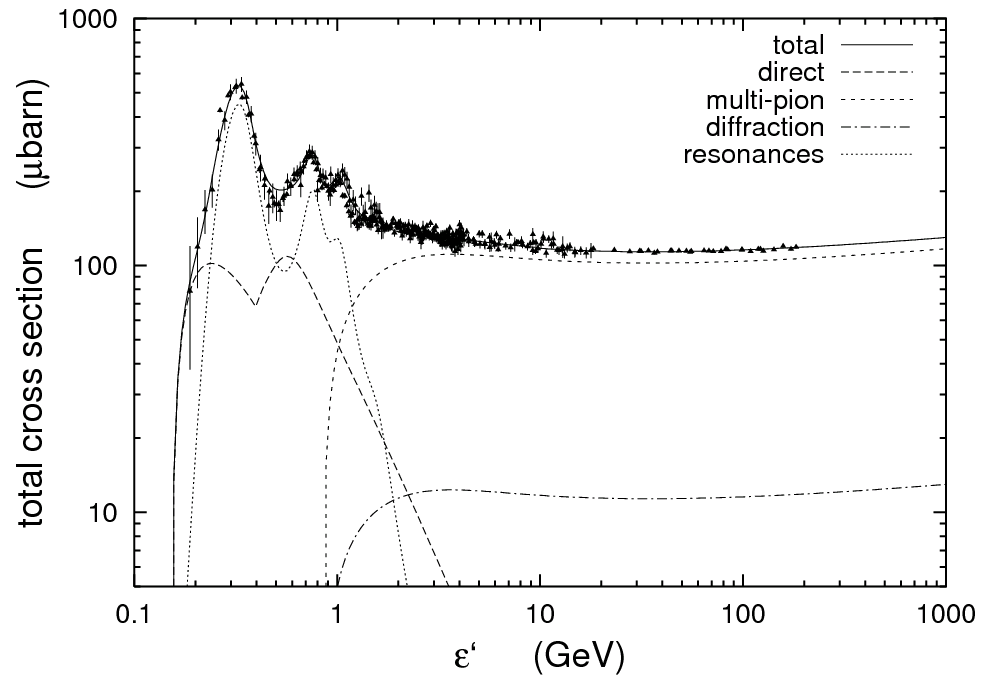 1000
100
10
total cross section (μbarn)
total
direct
multi-pion
diffraction
resonances
0.1 1 10 100 1000
ε‘ (GeV)